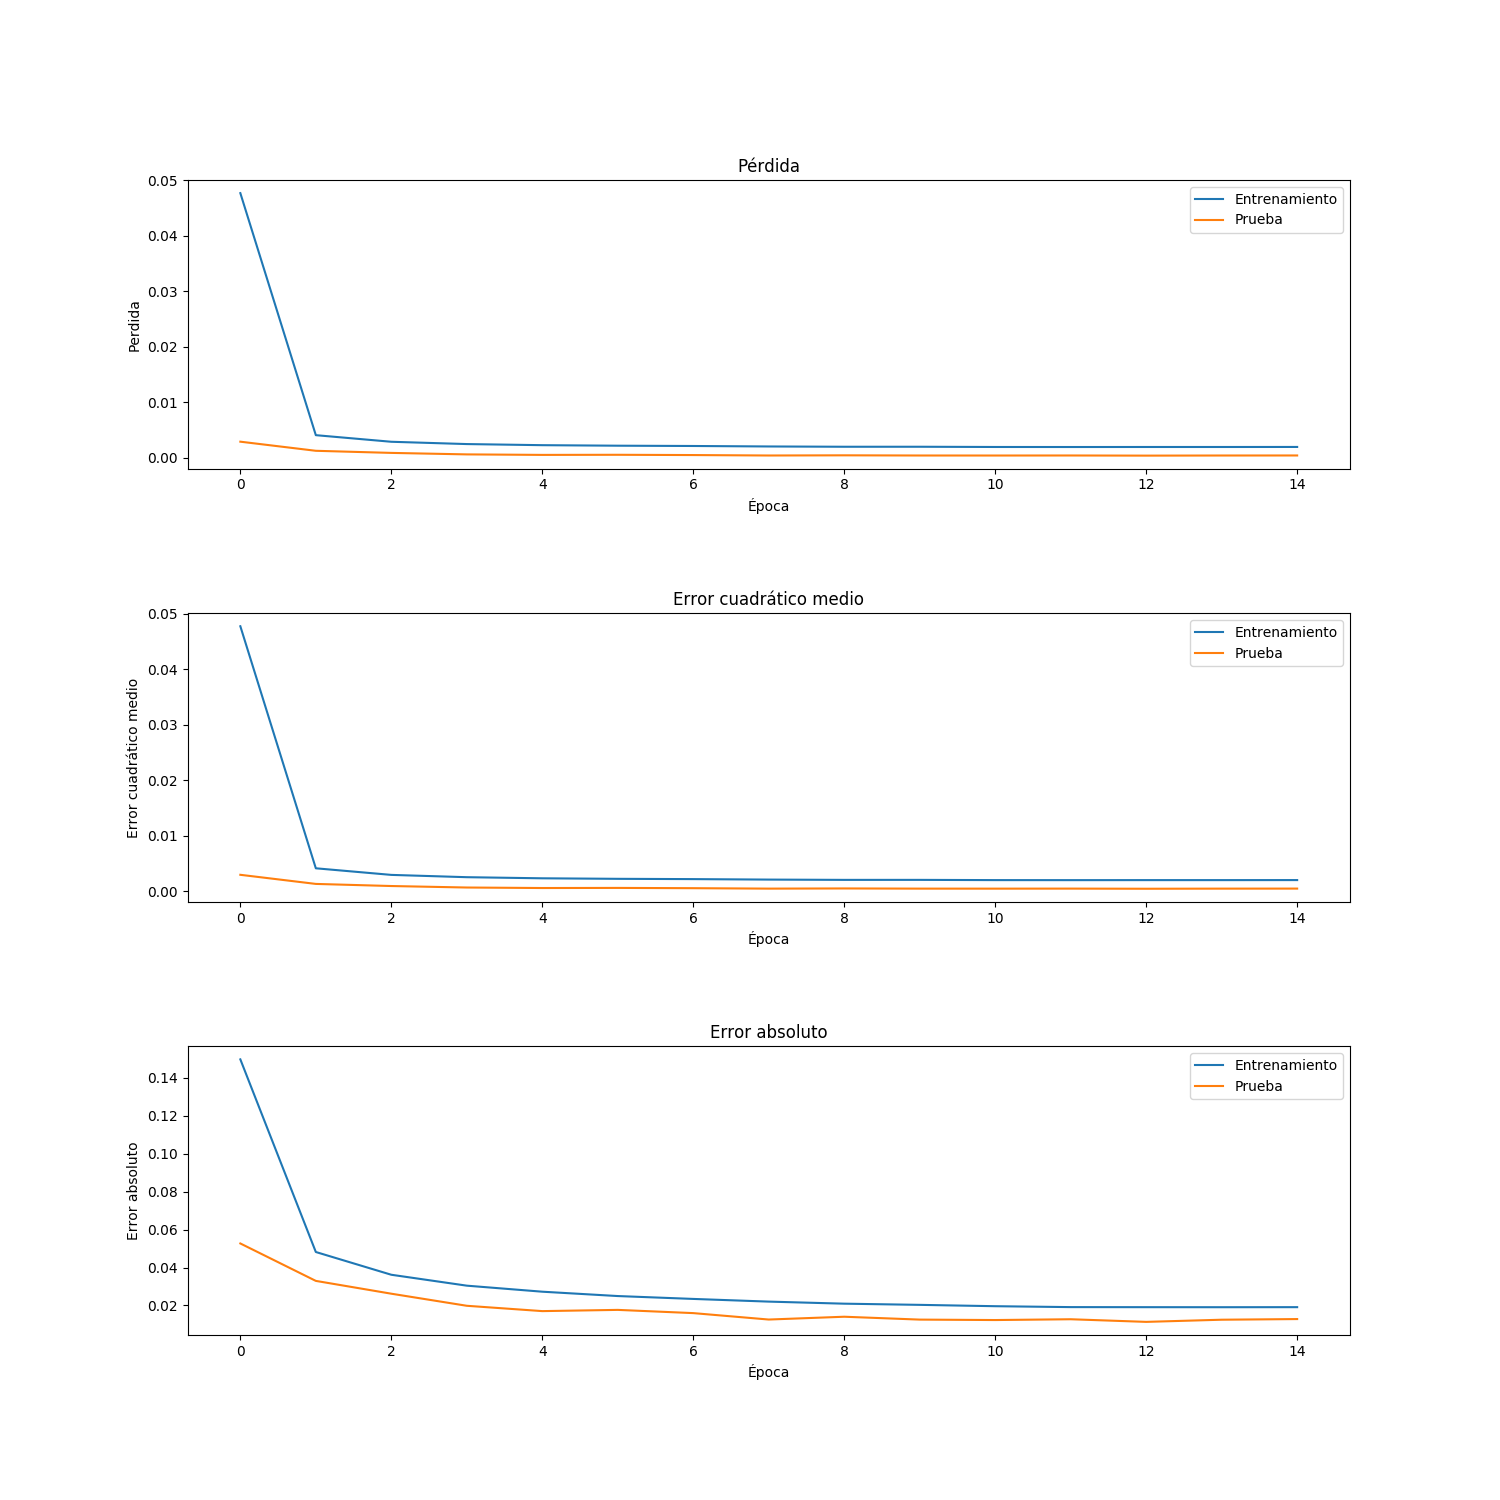 Pérdida
0.05
0.04
0.03
0.02
0.01
0.00
Perdida
Entrenamiento
Prueba
0 2 4 6 8 10 12 14
Época
Error cuadrático medio
0.05
0.04
0.03
0.02
0.01
0.00
Error cuadrático medio
Entrenamiento
Prueba
0 2 4 6 8 10 12 14
Época
Error absoluto
0.14
0.12
0.10
0.08
0.06
0.04
0.02
Error absoluto
Entrenamiento
Prueba
0 2 4 6 8 10 12 14
Época